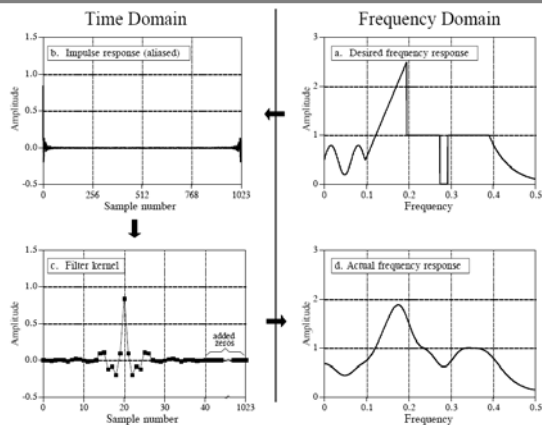 Time Domain
Frequency Domain
1.5
b. Impulse response (aliased)
1.0
0.5
0.0
-0.5
Amplitude
0 256 512 768 1023
Sample number
3
a. Desired frequency response
2
1
0
Amplitude
0 0.1 0.2 0.3 0.4 0.5
Frequency
1.5
c. Filter kernel
1.0
0.5
0.0
-0.5
Amplitude
added
zeros
0 10 20 30 40 1023
Sample number
3
d. Actual frequency response
2
1
0
Amplitude
0 0.1 0.2 0.3 0.4 0.5
Frequency